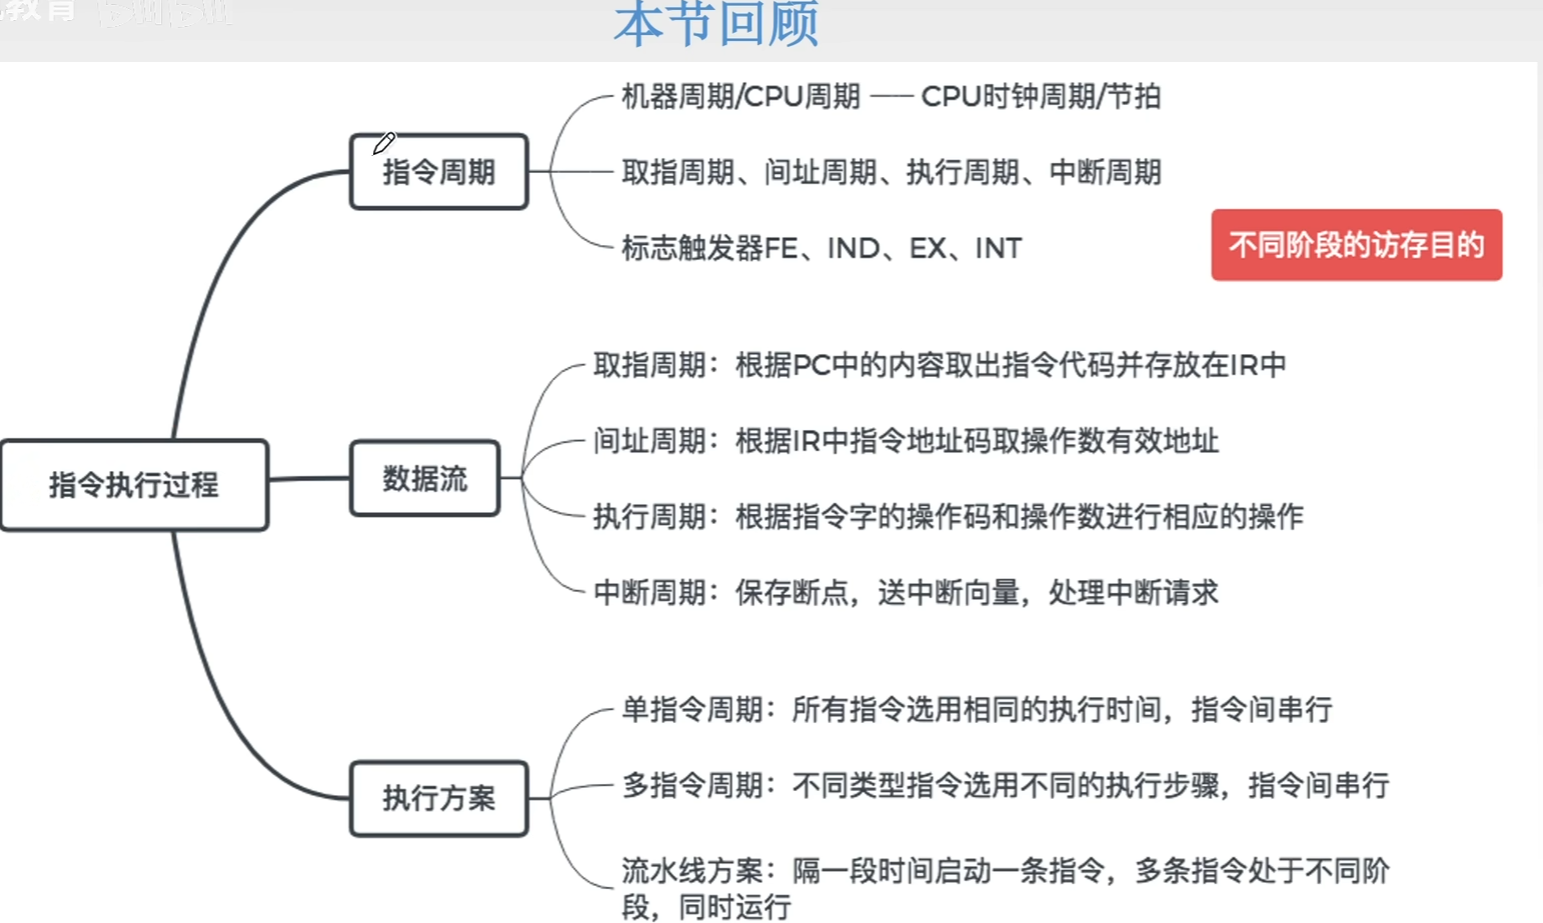 教育 bilibili
本节回顾
机器周期/CPU周期 —— CPU时钟周期/节拍
指令周期
取指周期、间址周期、执行周期、中断周期
标志触发器FE、IND、EX、INT
不同阶段的访存目的
取指周期：根据PC中的内容取出指令代码并存放在IR中
间址周期：根据IR中指令地址码取操作数有效地址
指令执行过程
数据流
执行周期：根据指令字的操作码和操作数进行相应的操作
中断周期：保存断点，送中断向量，处理中断请求
单指令周期：所有指令选用相同的执行时间，指令间串行
执行方案
多指令周期：不同类型指令选用不同的执行步骤，指令间串行
流水线方案：隔一段时间启动一条指令，多条指令处于不同阶
段，同时运行